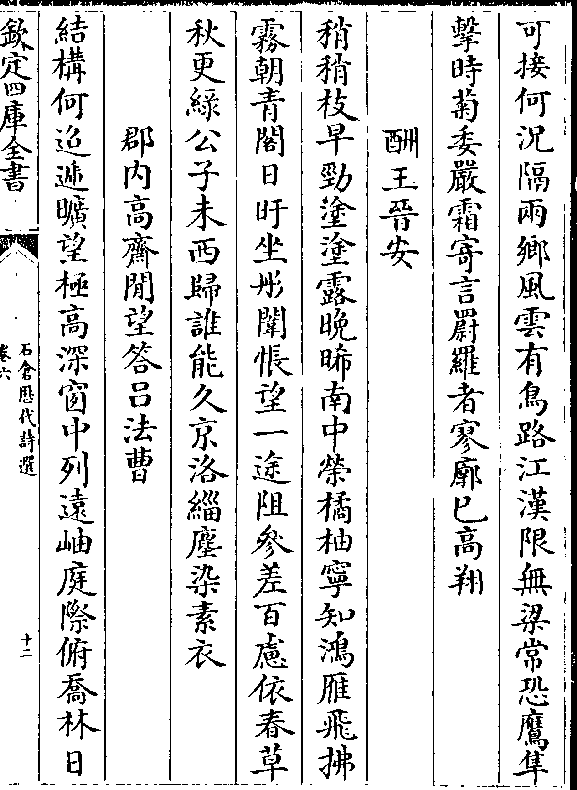 可接何況隔兩鄉風雲有鳥路江漢限無梁常恐鷹隼
擊時菊委嚴霜寄言罻羅者寥廓已高翔
酬王晉安
稍稍枝早勁塗塗露晚晞南中榮橘柚寧知鴻雁飛拂
霧朝青閣日旰坐彤闈悵望一途阻參差百慮依春草
秋更綠公子未西歸誰能久京洛緇塵染素衣
郡内高齋閒望答吕法曹
結構何迢遞曠望極高深窗中列遠岫庭際俯喬林日
欽定四庫全書
石倉歷代詩選
卷六
十二